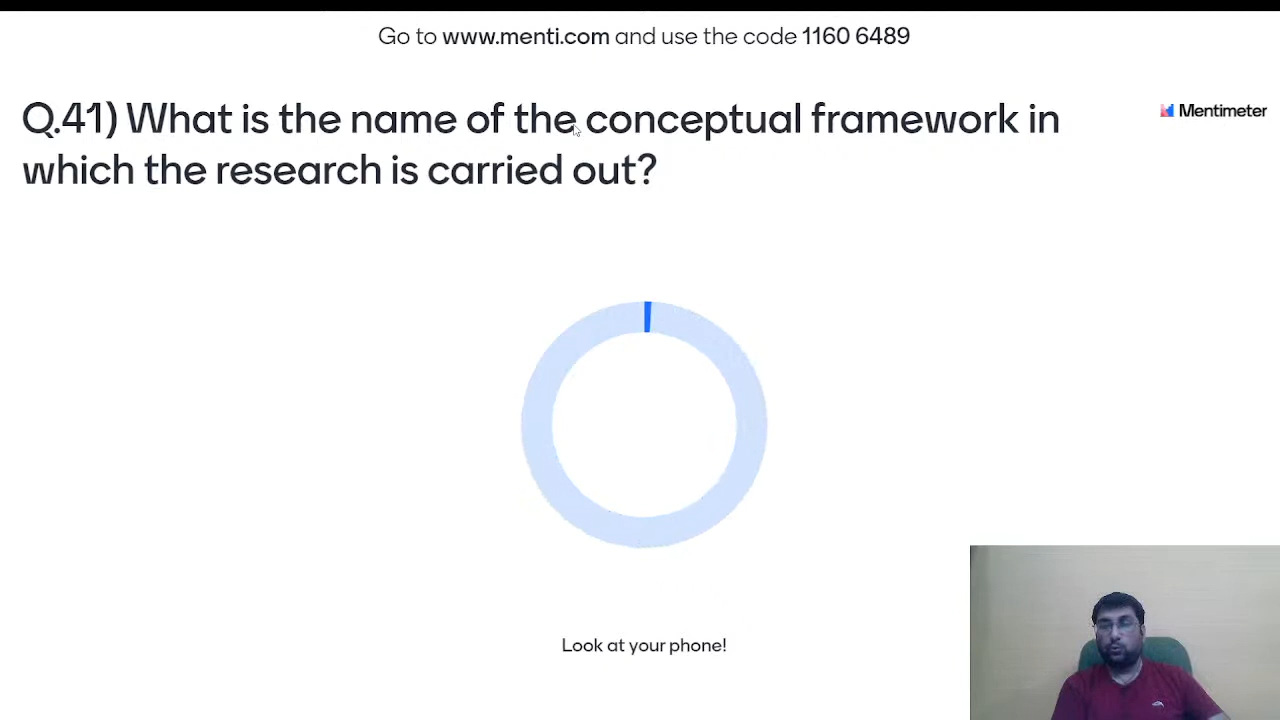 Go to www.menti.com and use the code 1160 6489
Q.41) What is the name of the conceptual framework in
which the research is carried out?
Mentimeter
Look at your phone!